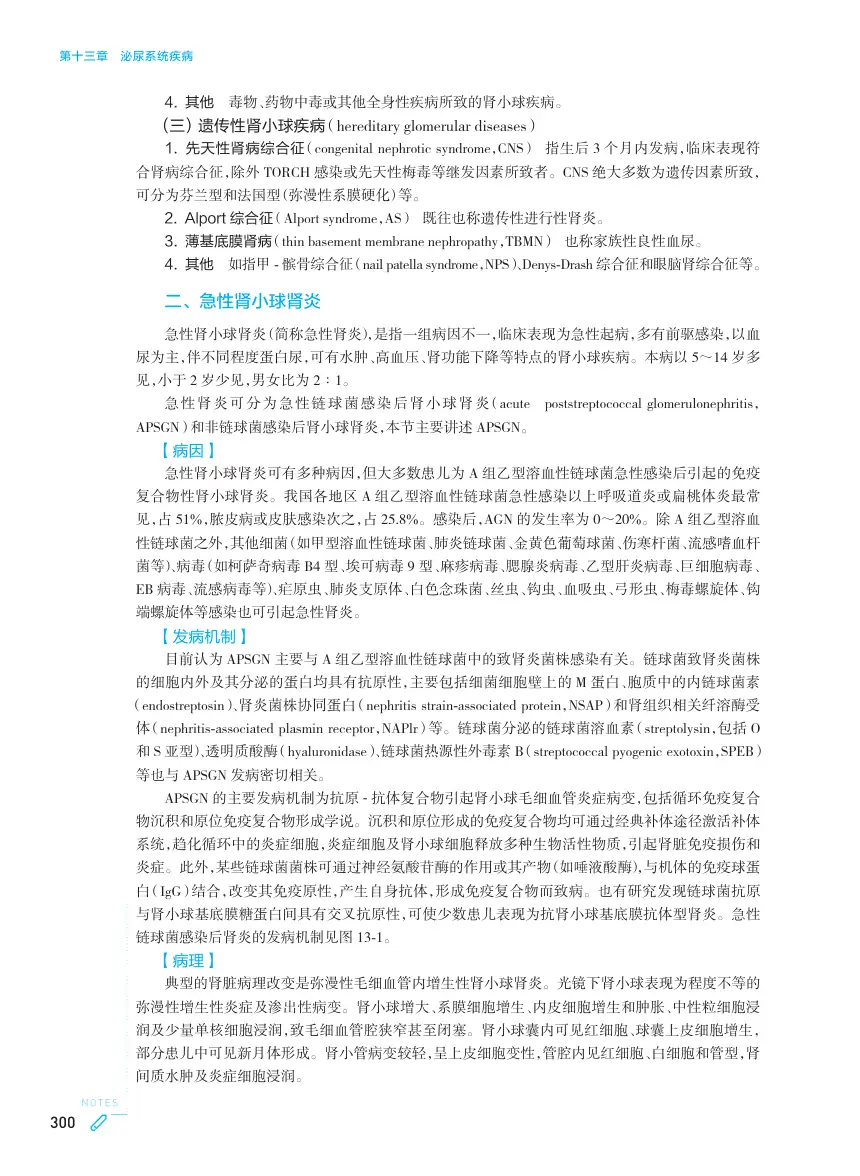 第十三章　泌尿系统疾病
4. 其他　毒物、药物中毒或其他全身性疾病所致的肾小球疾病。
（三）遗传性肾小球疾病（hereditary glomerular diseases）
1. 先天性肾病综合征（congenital nephrotic syndrome，CNS）　指生后 3 个月内发病，临床表现符
合肾病综合征，除外 TORCH 感染或先天性梅毒等继发因素所致者。CNS 绝大多数为遗传因素所致，
可分为芬兰型和法国型（弥漫性系膜硬化）等。
2. Alport 综合征（Alport syndrome，AS）　既往也称遗传性进行性肾炎。
3. 薄基底膜肾病（thin basement membrane nephropathy，TBMN）　也称家族性良性血尿。
4. 其他　如指甲 - 髌骨综合征（nail patella syndrome，NPS）、Denys-Drash 综合征和眼脑肾综合征等。
二、急性肾小球肾炎
急性肾小球肾炎（简称急性肾炎），是指一组病因不一，临床表现为急性起病，多有前驱感染，以血
尿为主，伴不同程度蛋白尿，可有水肿、高血压、肾功能下降等特点的肾小球疾病。本病以 5～14 岁多
见，小于 2 岁少见，男女比为 2∶1。
急性肾炎可分为急性链球菌感染后肾小球肾炎（acute　poststreptococcal glomerulonephritis，
APSGN）和非链球菌感染后肾小球肾炎，本节主要讲述 APSGN。
【病因】
急性肾小球肾炎可有多种病因，但大多数患儿为 A 组乙型溶血性链球菌急性感染后引起的免疫
复合物性肾小球肾炎。我国各地区 A 组乙型溶血性链球菌急性感染以上呼吸道炎或扁桃体炎最常
见，占 51%，脓皮病或皮肤感染次之，占 25.8%。感染后，AGN 的发生率为 0～20%。除 A 组乙型溶血
性链球菌之外，其他细菌（如甲型溶血性链球菌、肺炎链球菌、金黄色葡萄球菌、伤寒杆菌、流感嗜血杆
菌等）、病毒（如柯萨奇病毒 B4 型、埃可病毒 9 型、麻疹病毒、腮腺炎病毒、乙型肝炎病毒、巨细胞病毒、
EB 病毒、流感病毒等）、疟原虫、肺炎支原体、白色念珠菌、丝虫、钩虫、血吸虫、弓形虫、梅毒螺旋体、钩
端螺旋体等感染也可引起急性肾炎。
【发病机制】
目前认为 APSGN 主要与 A 组乙型溶血性链球菌中的致肾炎菌株感染有关。链球菌致肾炎菌株
的细胞内外及其分泌的蛋白均具有抗原性，主要包括细菌细胞壁上的 M 蛋白、胞质中的内链球菌素
（endostreptosin）、肾炎菌株协同蛋白（nephritis strain-associated protein，NSAP）和肾组织相关纤溶酶受
体（nephritis-associated plasmin receptor，NAPlr）等。链球菌分泌的链球菌溶血素（streptolysin，包括 O
和 S 亚型）、透明质酸酶（hyaluronidase）、链球菌热源性外毒素 B（streptococcal pyogenic exotoxin，SPEB）
等也与 APSGN 发病密切相关。
APSGN 的主要发病机制为抗原 - 抗体复合物引起肾小球毛细血管炎症病变，包括循环免疫复合
物沉积和原位免疫复合物形成学说。沉积和原位形成的免疫复合物均可通过经典补体途径激活补体
系统，趋化循环中的炎症细胞，炎症细胞及肾小球细胞释放多种生物活性物质，引起肾脏免疫损伤和
炎症。此外，某些链球菌菌株可通过神经氨酸苷酶的作用或其产物（如唾液酸酶），与机体的免疫球蛋
白（IgG）结合，改变其免疫原性，产生自身抗体，形成免疫复合物而致病。也有研究发现链球菌抗原
与肾小球基底膜糖蛋白间具有交叉抗原性，可使少数患儿表现为抗肾小球基底膜抗体型肾炎。急性
链球菌感染后肾炎的发病机制见图 13-1。
【病理】
典型的肾脏病理改变是弥漫性毛细血管内增生性肾小球肾炎。光镜下肾小球表现为程度不等的
弥漫性增生性炎症及渗出性病变。肾小球增大、系膜细胞增生、内皮细胞增生和肿胀、中性粒细胞浸
润及少量单核细胞浸润，致毛细血管腔狭窄甚至闭塞。肾小球囊内可见红细胞、球囊上皮细胞增生，
部分患儿中可见新月体形成。肾小管病变较轻，呈上皮细胞变性，管腔内见红细胞、白细胞和管型，肾
间质水肿及炎症细胞浸润。
NOTES
300